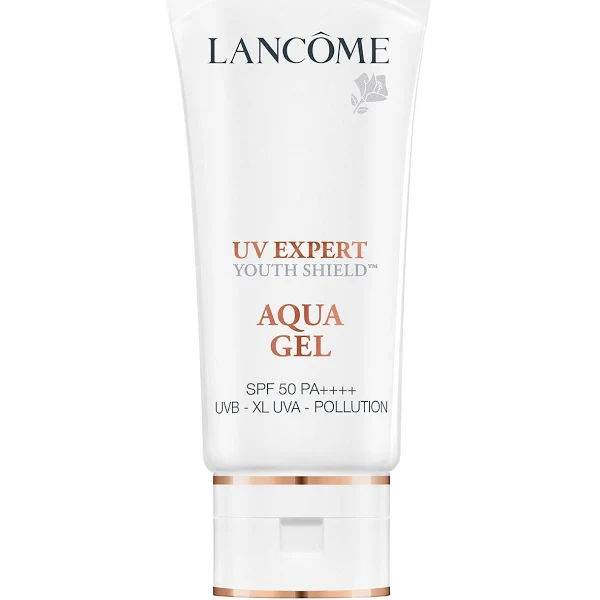 LANCÔME
UV EXPERT
YOUTH SHIELD™
AQUA
GEL
SPF 50 PA++++
UVB - XL UVA - POLLUTION